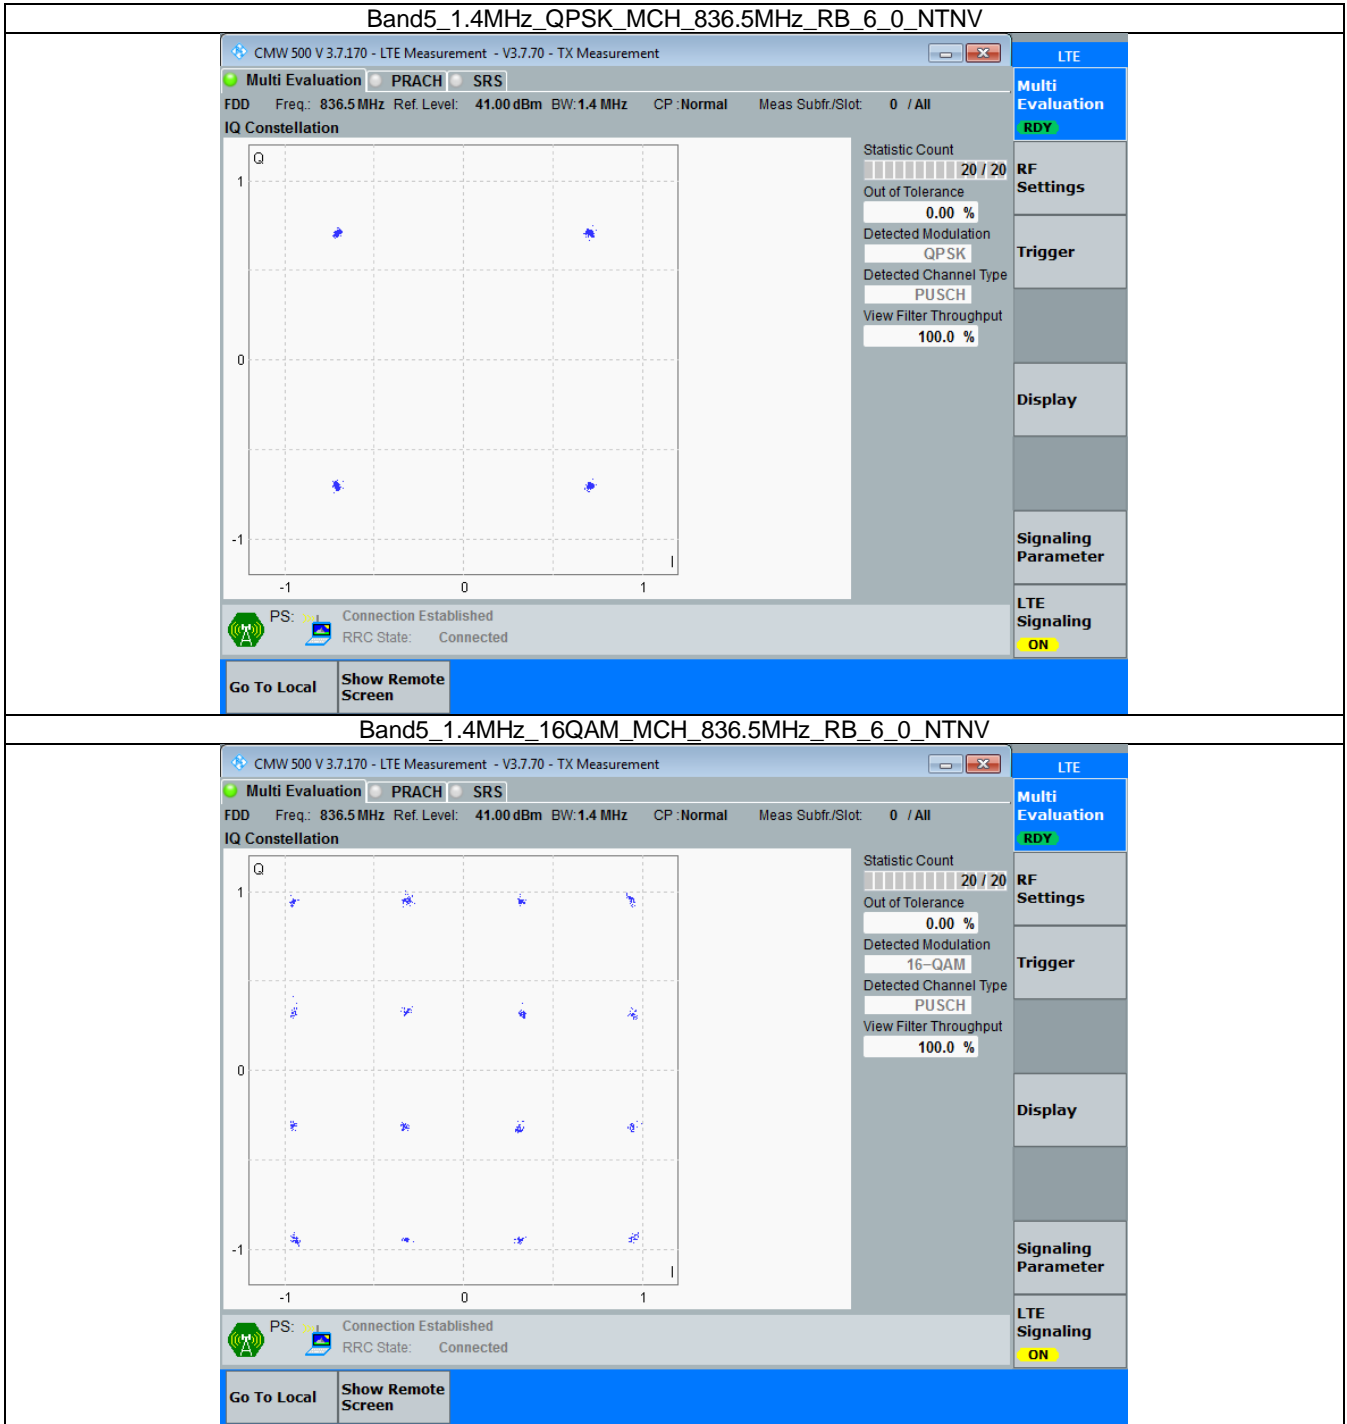 Band5_1.4MHz_QPSK_MCH_836.5MHz_RB_6_0_NTNV
CMW 500 V 3.7.170 - LTE Measurement - V3.7.70 - TX Measurement
LTE
Multi Evaluation PRACH SRS
FDD Freq.: 836.5 MHz Ref. Level: 41.00 dBm BW: 1.4 MHz CP : Normal Meas Subfr./Slot: 0 / All
IQ Constellation
Q
1
0
-1
I
-1 0 1
Statistic Count
20 / 20
Out of Tolerance
0.00 %
Detected Modulation
QPSK
Detected Channel Type
PUSCH
View Filter Throughput
100.0 %
Multi
Evaluation
RDY
RF
Settings
Trigger
Display
Signaling
Parameter
LTE
Signaling
ON
PS: Connection Established
RRC State: Connected
Go To Local
Show Remote
Screen
Band5_1.4MHz_16QAM_MCH_836.5MHz_RB_6_0_NTNV
CMW 500 V 3.7.170 - LTE Measurement - V3.7.70 - TX Measurement
LTE
Multi Evaluation PRACH SRS
FDD Freq.: 836.5 MHz Ref. Level: 41.00 dBm BW: 1.4 MHz CP : Normal Meas Subfr./Slot: 0 / All
IQ Constellation
Q
1
0
-1
I
-1 0 1
Statistic Count
20 / 20
Out of Tolerance
0.00 %
Detected Modulation
16-QAM
Detected Channel Type
PUSCH
View Filter Throughput
100.0 %
Multi
Evaluation
RDY
RF
Settings
Trigger
Display
Signaling
Parameter
LTE
Signaling
ON
PS: Connection Established
RRC State: Connected
Go To Local
Show Remote
Screen